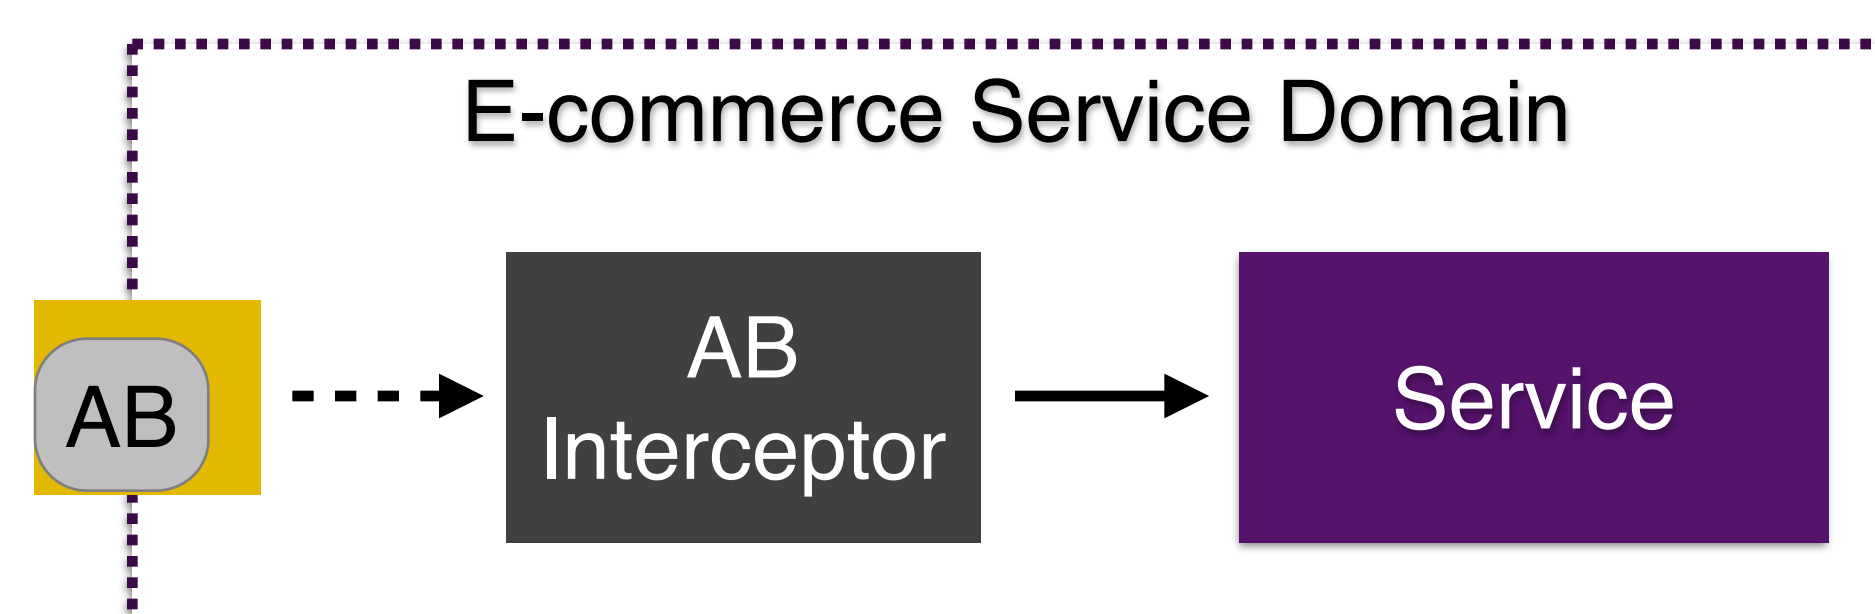 E-commerce Service Domain
AB
AB
Interceptor
Service